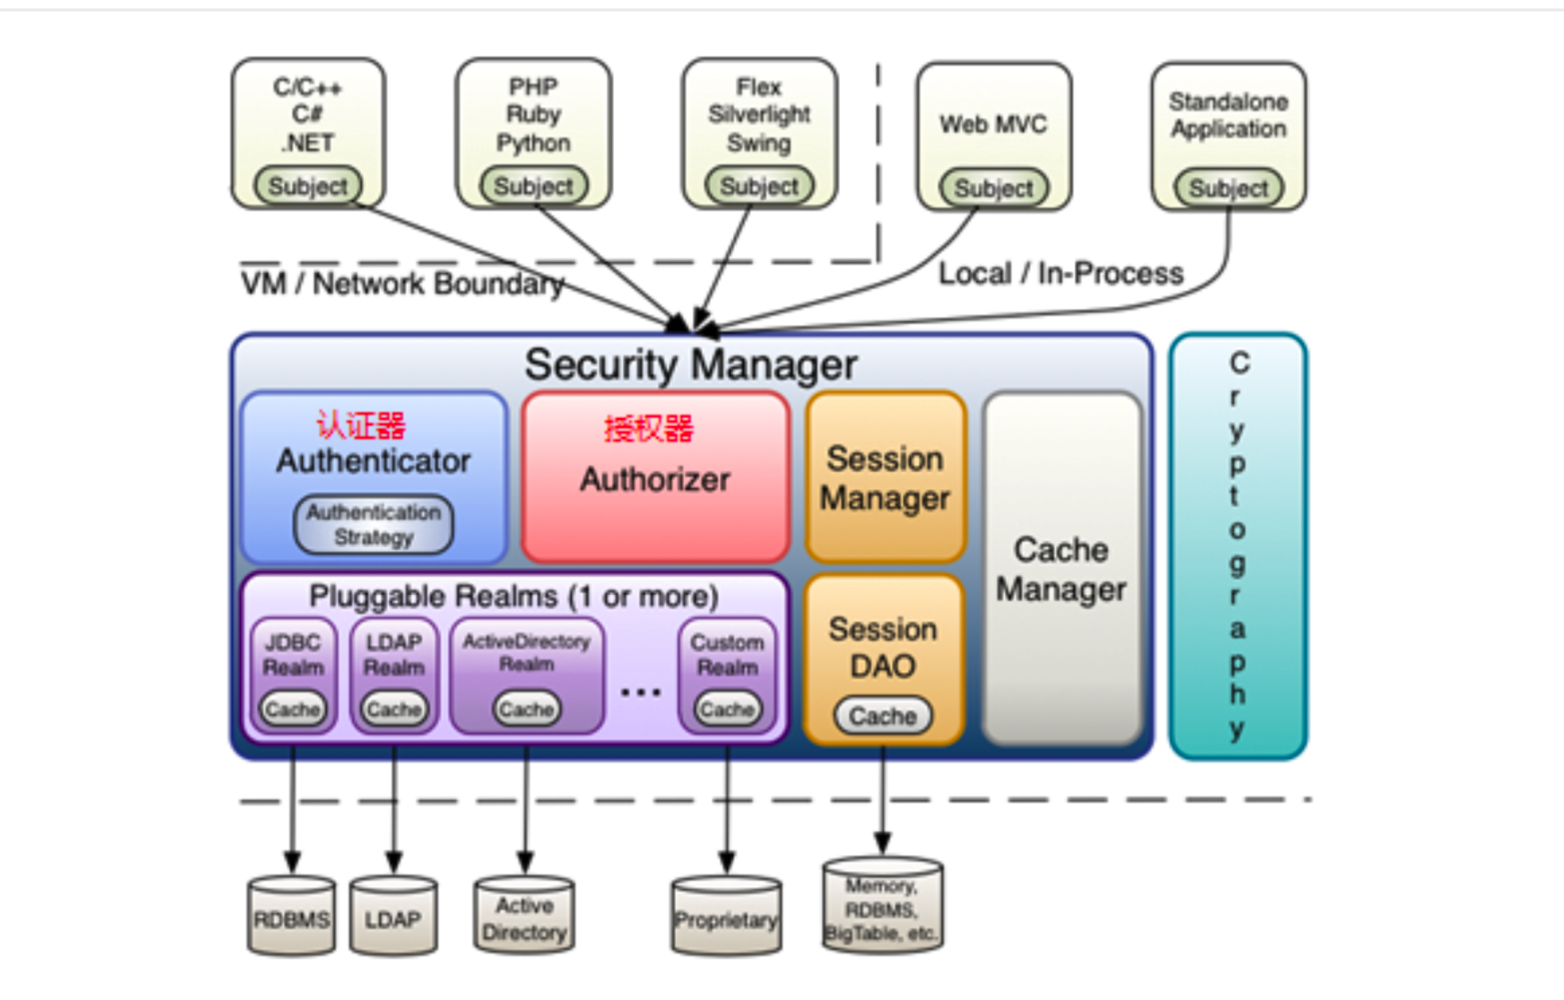 C/C++
C#
.NET
Subject
PHP
Ruby
Python
Subject
Flex
Silverlight
Swing
Subject
Web MVC
Subject
Standalone
Application
Subject
VM / Network Boundary
Local / In-Process
Security Manager
认证器
Authenticator
Authentication
Strategy
授权器
Authorizer
Session
Manager
Cache
Manager
Cryptography
Pluggable Realms (1 or more)
JDBC
Realm
Cache
LDAP
Realm
Cache
ActiveDirectory
Realm
Cache
...
Custom
Realm
Cache
Session
DAO
Cache
RDBMS
LDAP
Active
Directory
Proprietary
Memory,
RDBMS,
BigTable, etc.